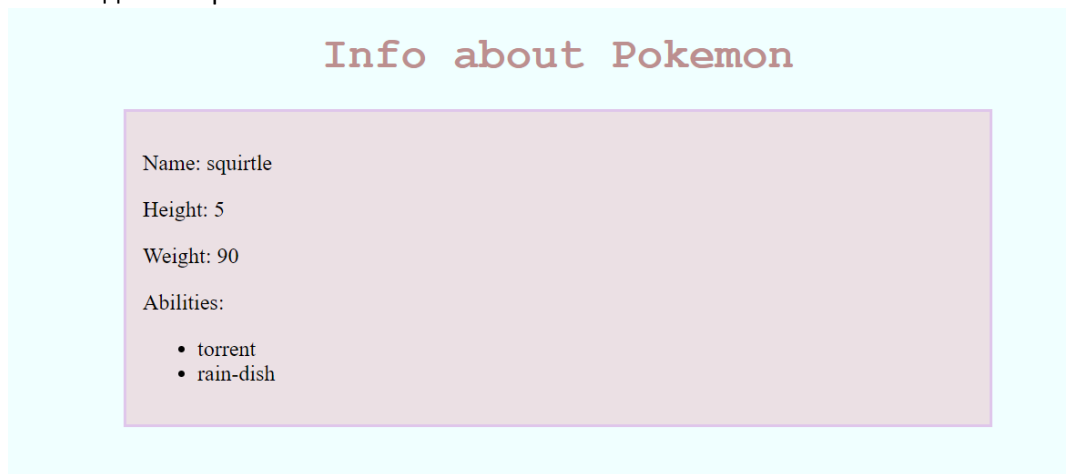 Info about Pokemon
Name: squirtle
Height: 5
Weight: 90
Abilities:
• torrent
• rain-dish